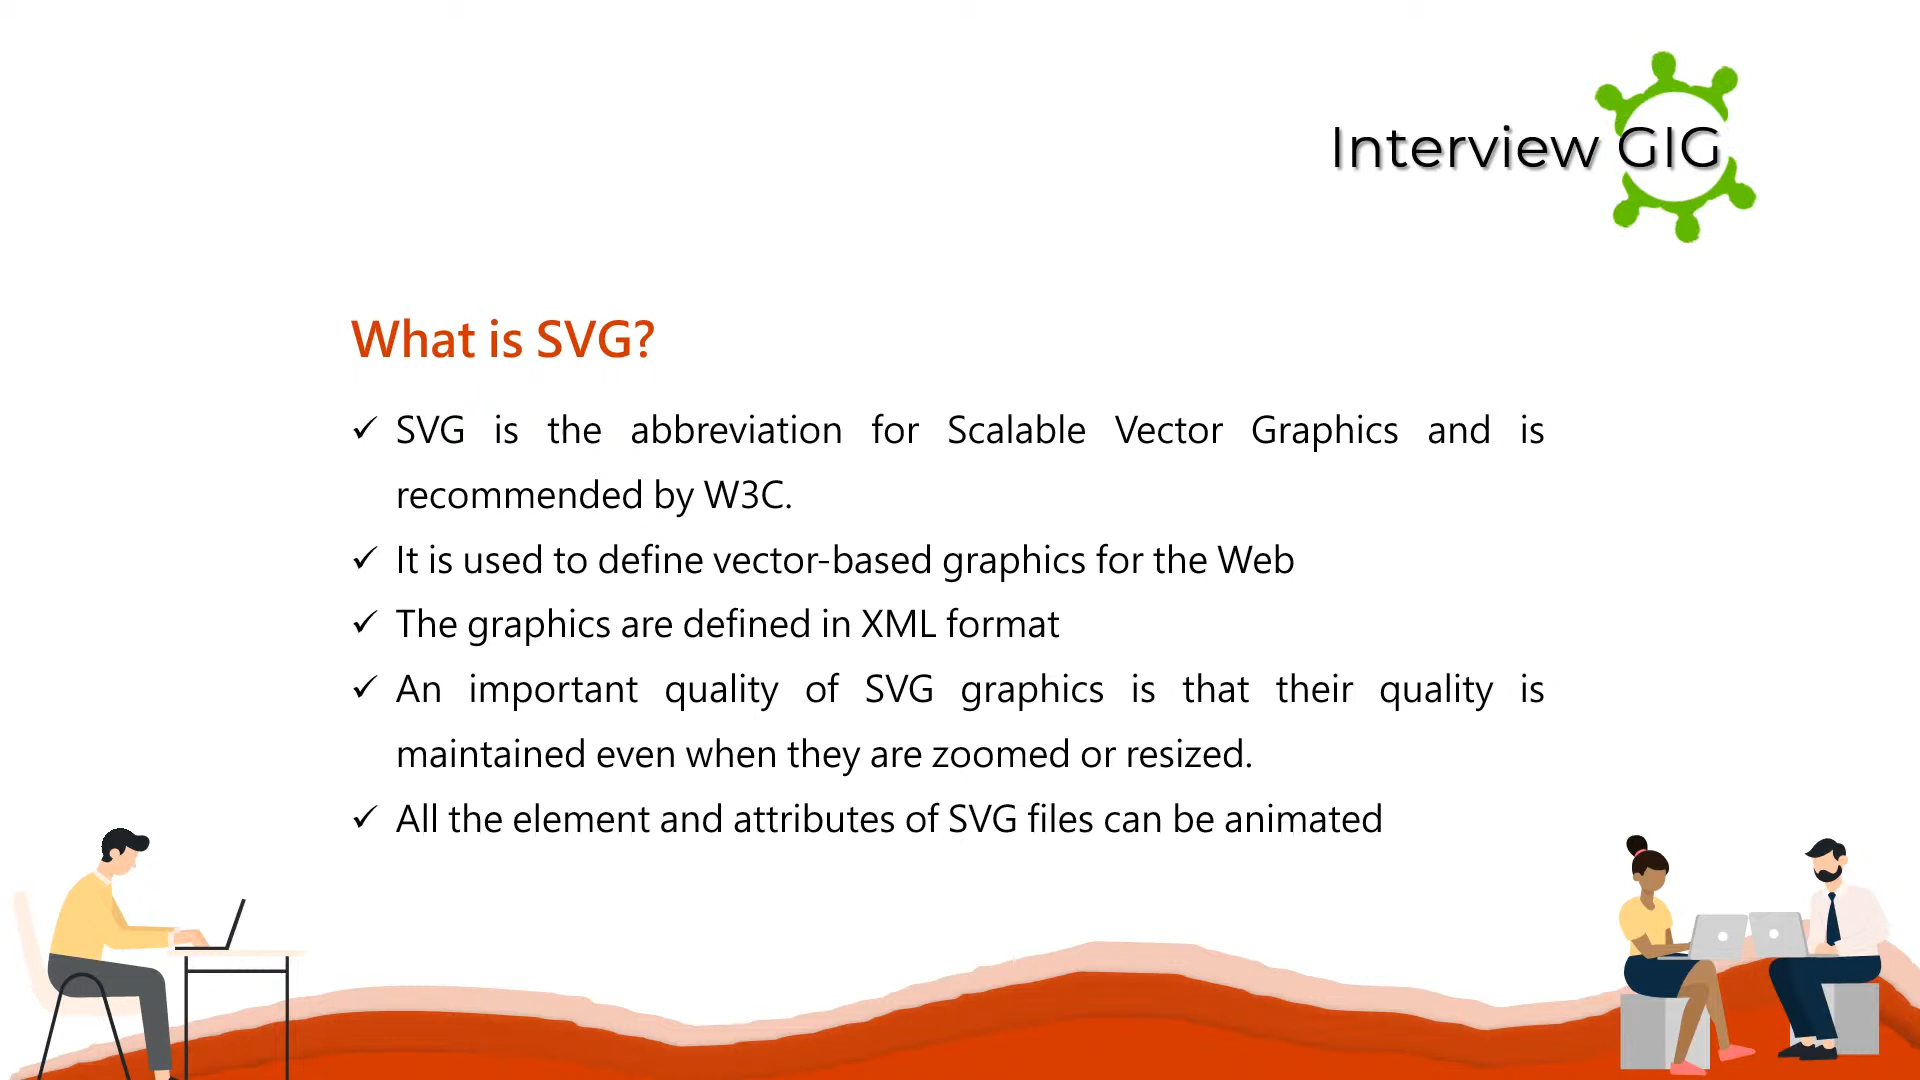 Interview GIG
What is SVG?
✓ SVG is the abbreviation for Scalable Vector Graphics and is
recommended by W3C.
✓ It is used to define vector-based graphics for the Web
✓ The graphics are defined in XML format
✓ An important quality of SVG graphics is that their quality is
maintained even when they are zoomed or resized.
✓ All the element and attributes of SVG files can be animated